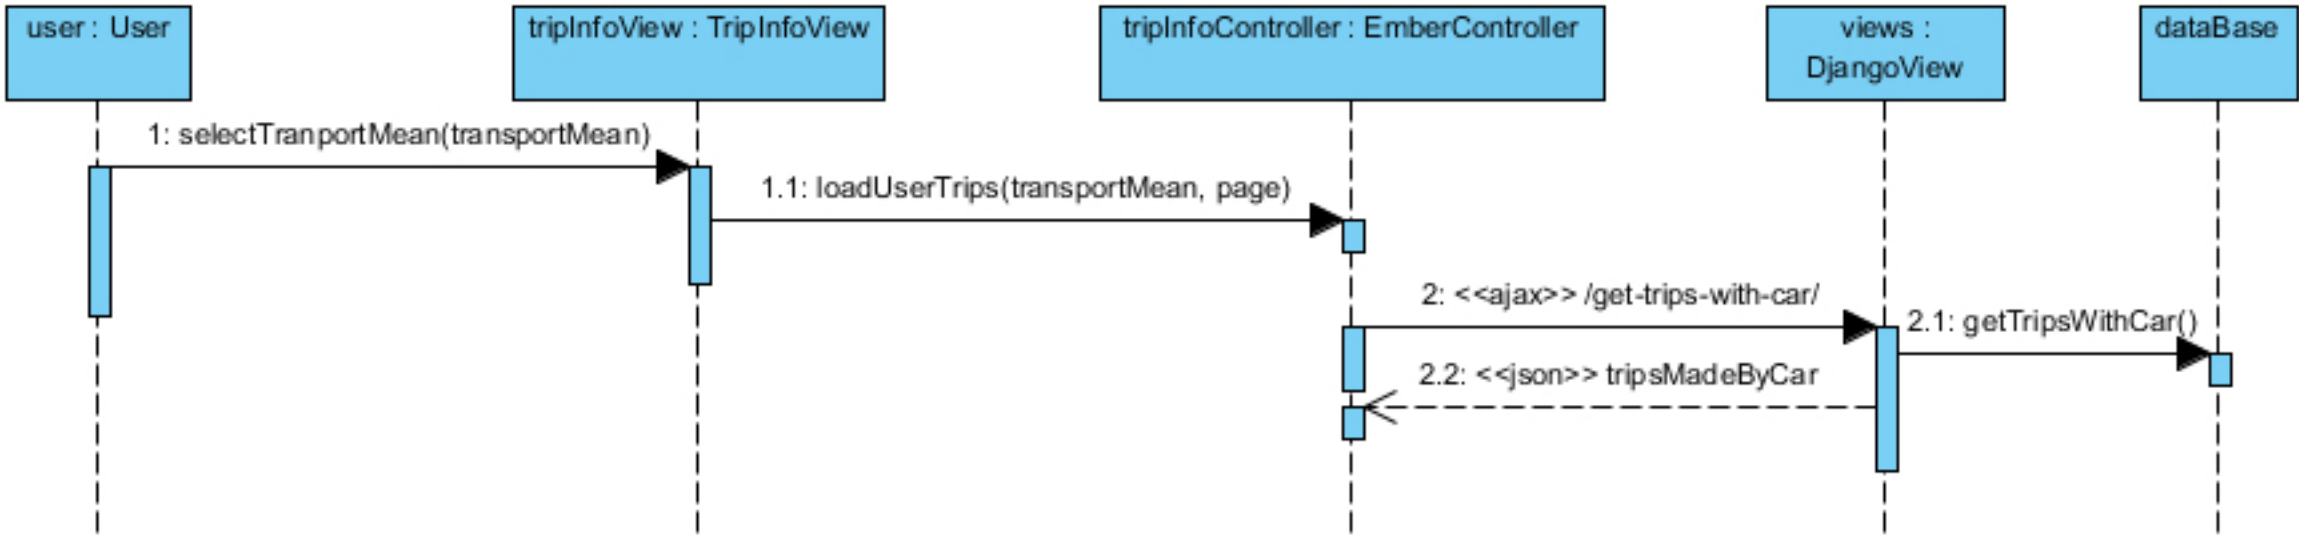 user : User
tripInfoView : TripInfoView
tripInfoController : EmberController
views :
DjangoView
dataBase
1: selectTranportMean(transportMean)
1.1: loadUserTrips(transportMean, page)
2: <<ajax>> /get-trips-with-car/
2.1: getTripsWithCar()
2.2: <<json>> tripsMadeByCar